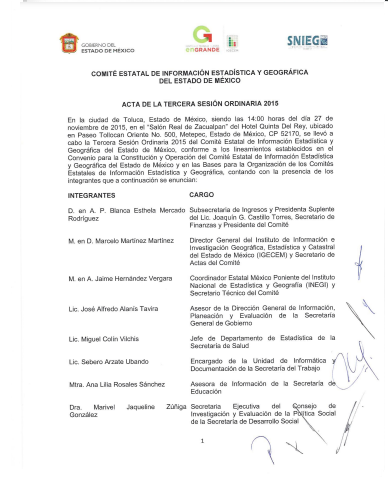 GOBIERNO DEL
ESTADO DE MÉXICO
GRANDE
SNIEG
COMITÉ ESTATAL DE INFORMACIÓN ESTADÍSTICA Y GEOGRÁFICA
DEL ESTADO DE MÉXICO
ACTA DE LA TERCERA SESIÓN ORDINARIA 2015
En la ciudad de Toluca, Estado de México, siendo las 14:00 horas del día 27 de
noviembre de 2015, en el "Salón Real de Zacualpan" del Hotel Quinta Del Rey, ubicado
en Paseo Tollocan Oriente No. 500, Metepec, Estado de México, CP 52170, se llevó a
cabo la Tercera Sesión Ordinaria 2015 del Comité Estatal de Información Estadística y
Geográfica del Estado de México, conforme a los lineamientos establecidos en el
Convenio para la Constitución y Operación del Comité Estatal de Información Estadística
y Geográfica del Estado de México y en las Bases para la Organización de los Comités
Estatales de Información Estadística y Geográfica, contando con la presencia de los
integrantes que a continuación se enuncian:
INTEGRANTES CARGO
D. en A. P. Blanca Esthela Mercado Subsecretaria de Ingresos y Presidenta Suplente
Rodríguez del Lic. Joaquín G. Castillo Torres, Secretario de
Finanzas y Presidente del Comité
M. en D. Marcelo Martínez Martínez Director General del Instituto de Información e
Investigación Geográfica, Estadística y Catastral
del Estado de México (IGECEM) y Secretario de
Actas del Comité
M. en A. Jaime Hernández Vergara Coordinador Estatal México Poniente del Instituto
Nacional de Estadística y Geografía (INEGI) y
Secretario Técnico del Comité
Lic. José Alfredo Alanís Tavira Asesor de la Dirección General de Información,
Planeación y Evaluación de la Secretaría
General de Gobierno
Lic. Miguel Colín Vilchis Jefe de Departamento de Estadística de la
Secretaría de Salud
Lic. Sebero Arzate Ubando Encargado de la Unidad de Informática y
Documentación de la Secretaría del Trabajo
Mtra. Ana Lilia Rosales Sánchez Asesora de Información de la Secretaría de
Educación
Dra. Marivel Jaqueline Zúñiga Secretaria Ejecutiva del Consejo de
González Investigación y Evaluación de la Política Social
de la Secretaría de Desarrollo Social
1